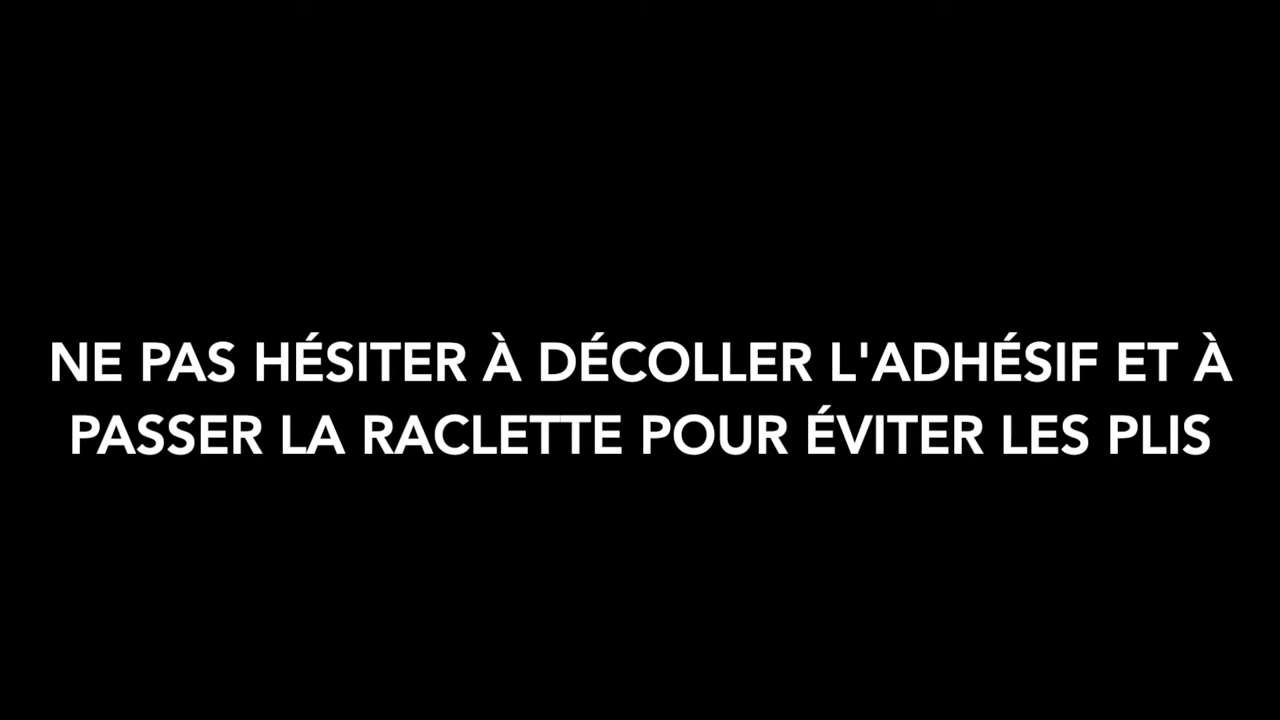 NE PAS HÉSITER À DÉCOLLER L'ADHÉSIF ET À
PASSER LA RACLETTE POUR ÉVITER LES PLIS